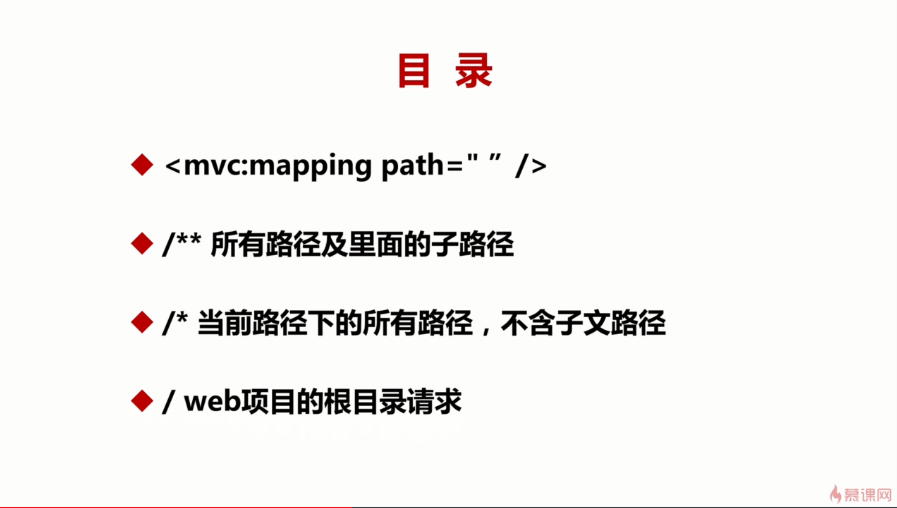 目 录
<mvc:mapping path=" ” />
/** 所有路径及里面的子路径
/* 当前路径下的所有路径，不含子文路径
/ web项目的根目录请求
慕课网